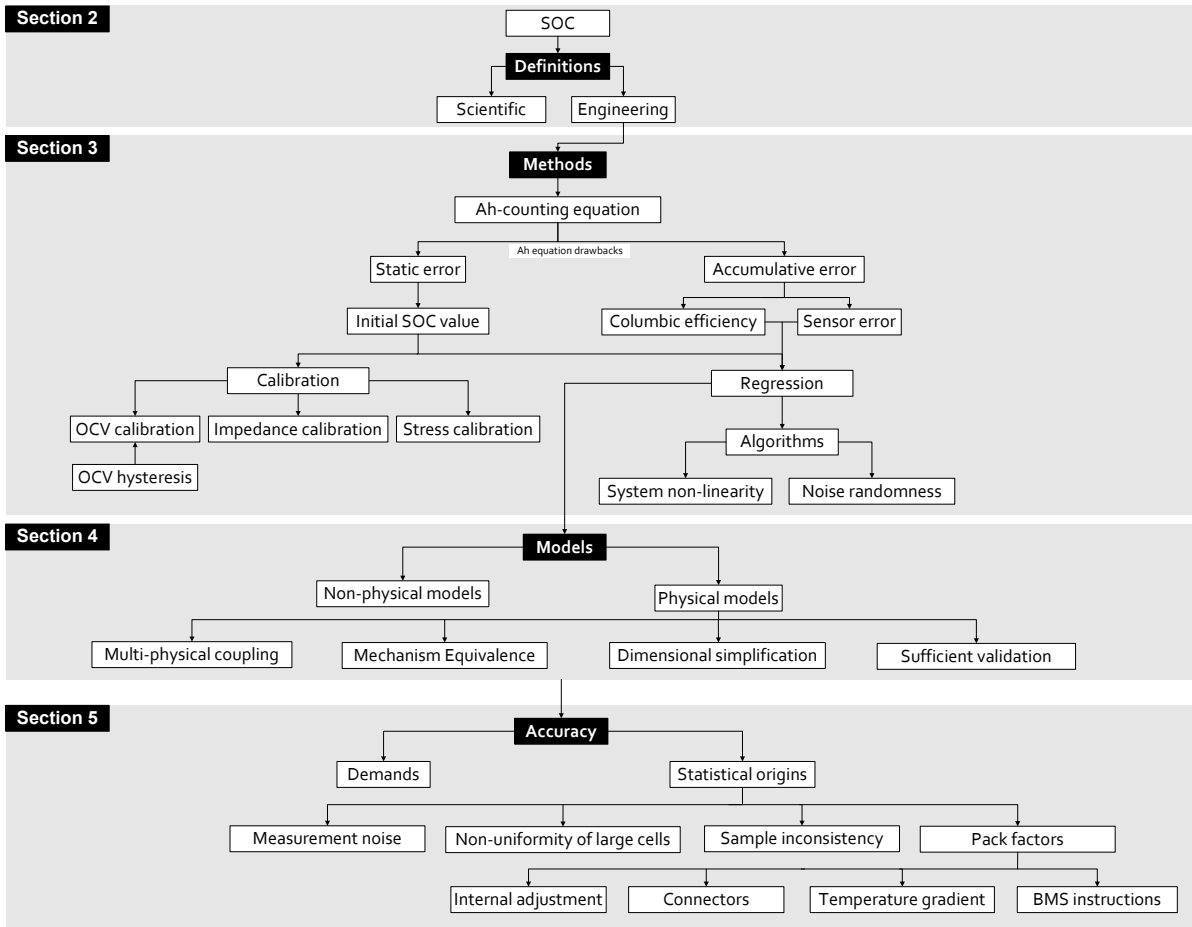 Section 2
SOC
Definitions
Scientific
Engineering
Section 3
Methods
Ah-counting equation
Ah equation drawbacks
Static error
Accumulative error
Initial SOC value
Columbic efficiency
Sensor error
Calibration
Regression
OCV calibration
Impedance calibration
Stress calibration
Algorithms
OCV hysteresis
System non-linearity
Noise randomness
Section 4
Models
Non-physical models
Physical models
Multi-physical coupling
Mechanism Equivalence
Dimensional simplification
Sufficient validation
Section 5
Accuracy
Demands
Statistical origins
Measurement noise
Non-uniformity of large cells
Sample inconsistency
Pack factors
Internal adjustment
Connectors
Temperature gradient
BMS instructions